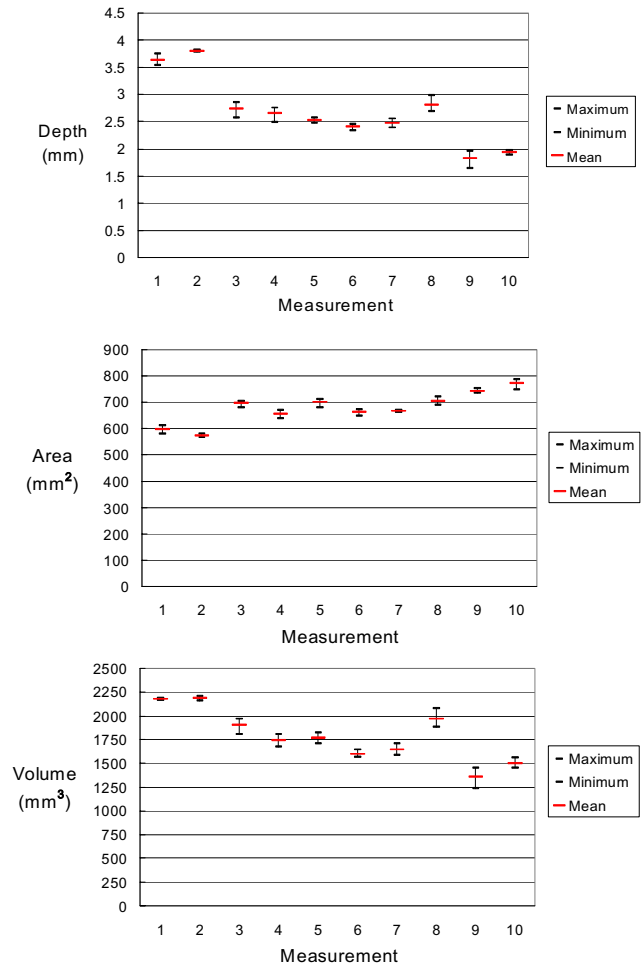 4.5
4
3.5
3
2.5
2
1.5
1
0.5
0
Depth
(mm)
1 2 3 4 5 6 7 8 9 10
Measurement
Maximum
Minimum
Mean
900
800
700
600
500
400
300
200
100
0
Area
(mm²)
1 2 3 4 5 6 7 8 9 10
Measurement
Maximum
Minimum
Mean
2500
2250
2000
1750
1500
1250
1000
750
500
250
0
Volume
(mm³)
1 2 3 4 5 6 7 8 9 10
Measurement
Maximum
Minimum
Mean